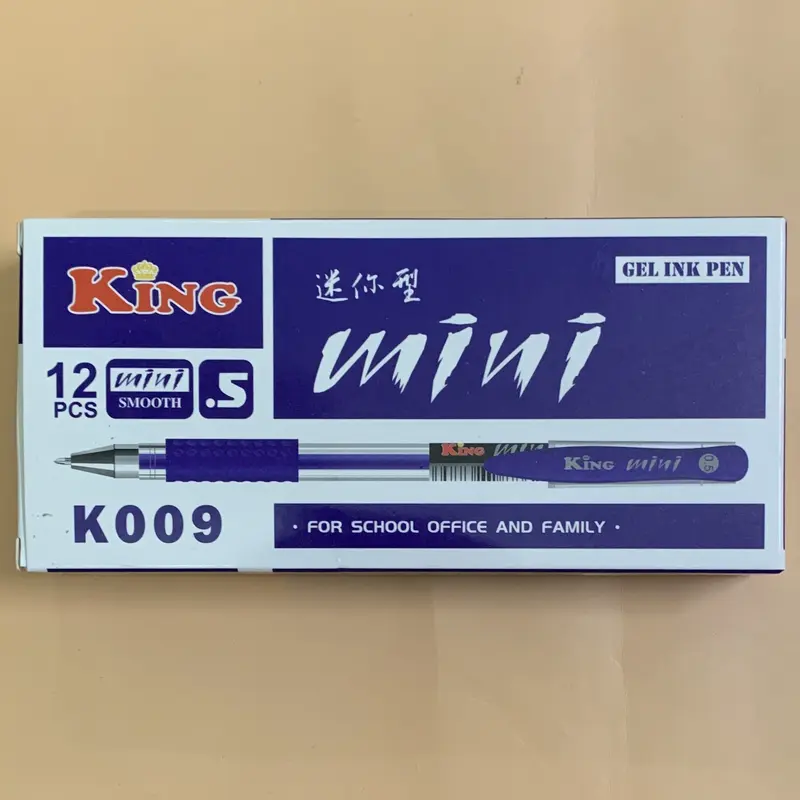 KING
迷你型
GEL INK PEN
mini
12
PCS
mini
SMOOTH
.5
KING mini
KING mini 0.5
K009
· FOR SCHOOL OFFICE AND FAMILY ·